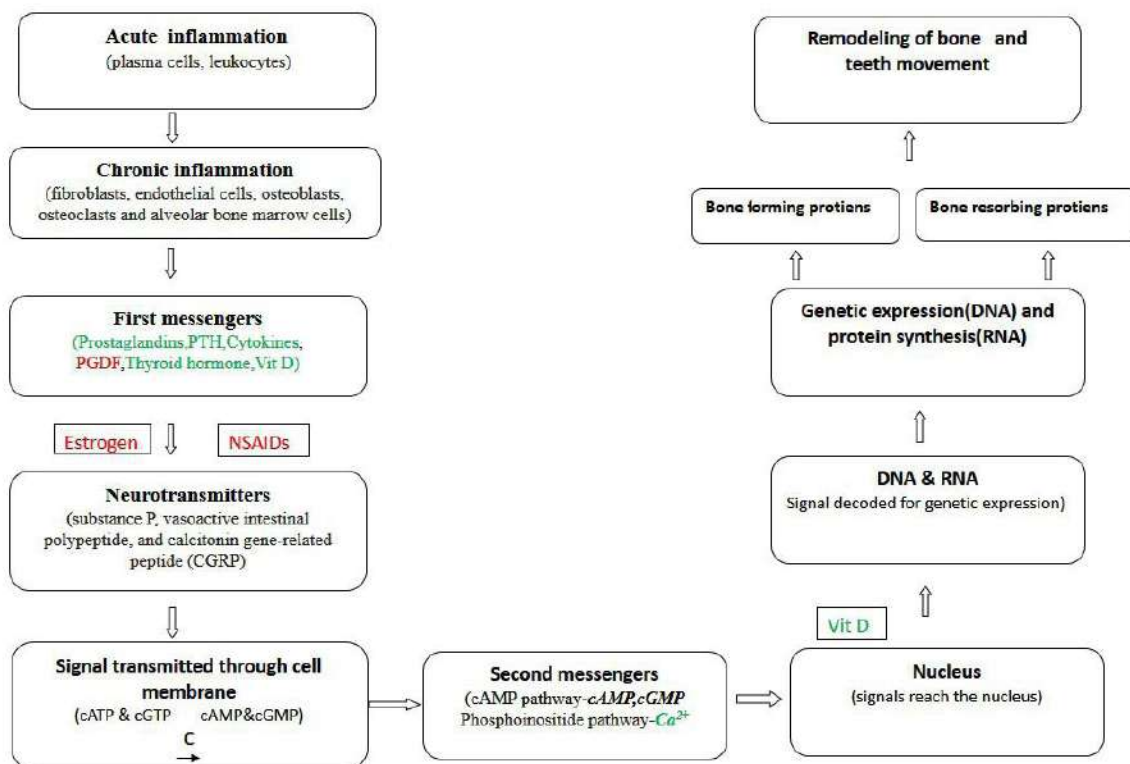 Acute inflammation
(plasma cells, leukocytes)
Chronic inflammation
(fibroblasts, endothelial cells, osteoblasts,
osteoclasts and alveolar bone marrow cells)
First messengers
(Prostaglandins,PTH,Cytokines,
PGDF,Thyroid hormone,Vit D)
Estrogen
NSAIDs
Neurotransmitters
(substance P, vasoactive intestinal
polypeptide, and calcitonin gene-related
peptide (CGRP)
Signal transmitted through cell
membrane
(cATP & cGTP cAMP&cGMP)
C
Second messengers
(cAMP pathway-cAMP,cGMP
Phosphoinositide pathway-Ca²⁺
Nucleus
(signals reach the nucleus)
Vit D
DNA & RNA
Signal decoded for genetic expression)
Genetic expression(DNA) and
protein synthesis(RNA)
Bone forming protiens
Bone resorbing protiens
Remodeling of bone and
teeth movement